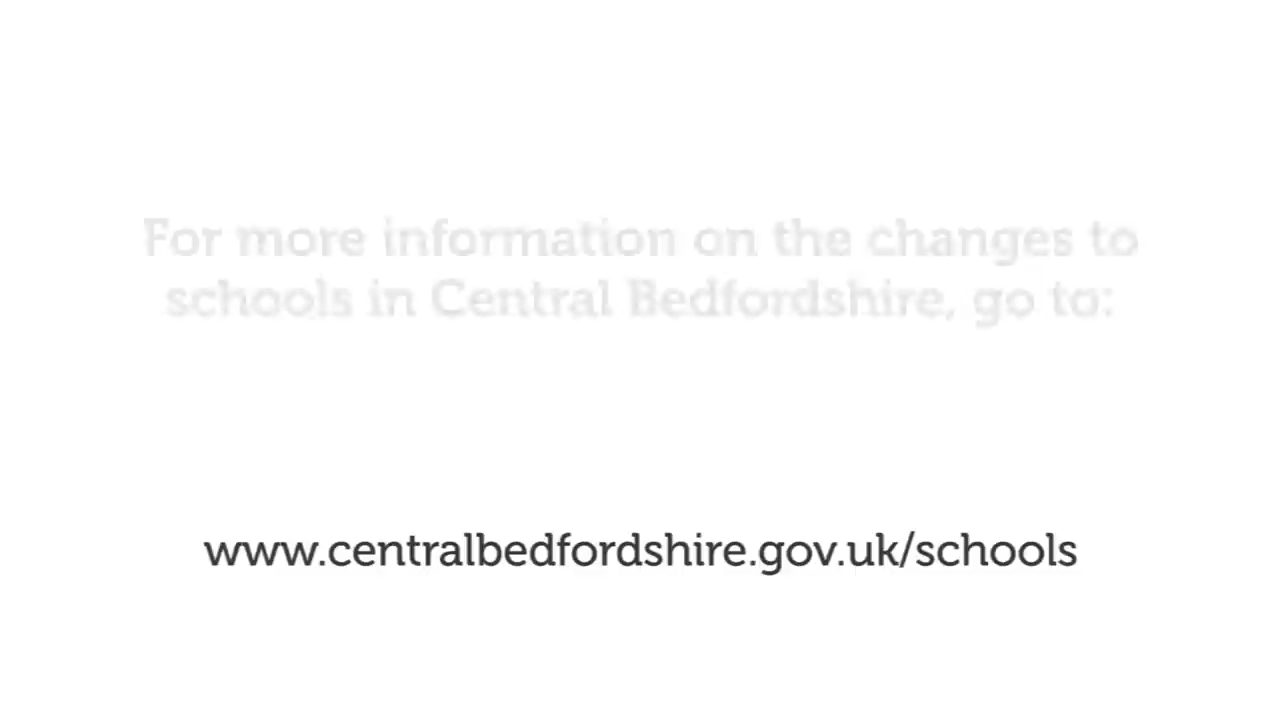 For more information on the changes to
schools in Central Bedfordshire, go to:
www.centralbedfordshire.gov.uk/schools